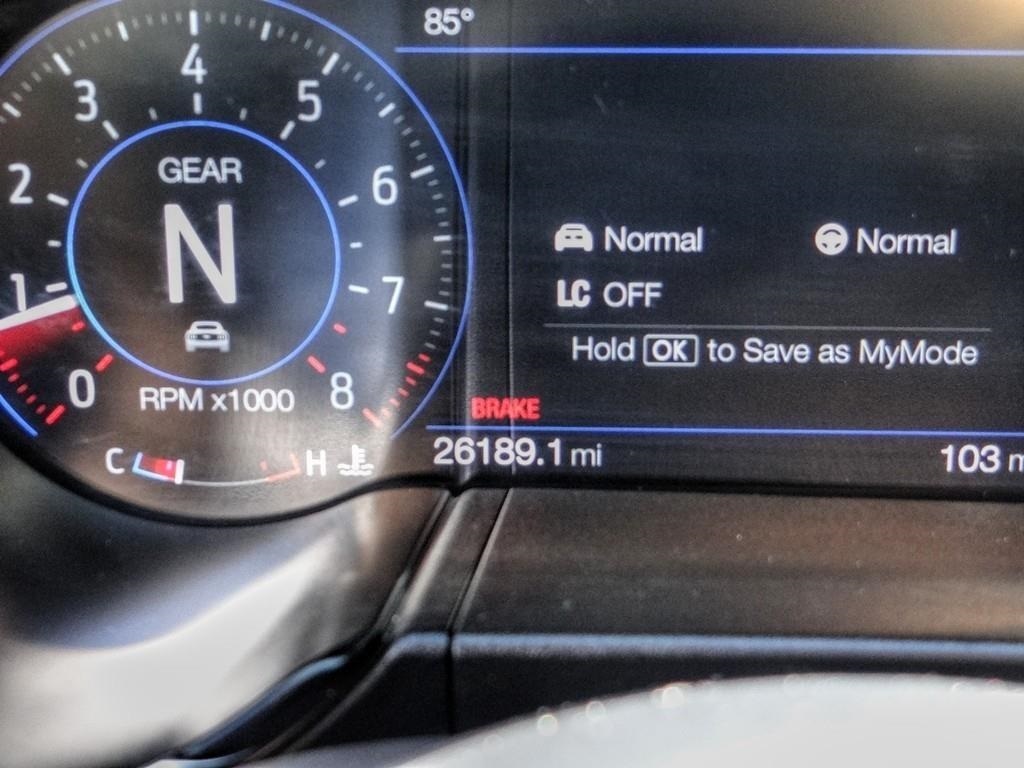 85°
4
3
5
GEAR
2
6
N
Normal
Normal
1
7
LC OFF
Hold OK to Save as MyMode
0
RPM x1000
8
BRAKE
C
H
26189.1 mi
103